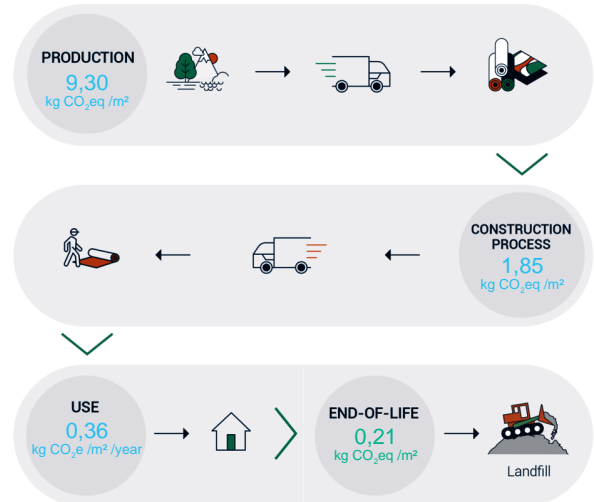 PRODUCTION
9,30
kg CO₂eq /m²
CONSTRUCTION
PROCESS
1,85
kg CO₂eq /m²
USE
0,36
kg CO₂e /m² /year
END-OF-LIFE
0,21
kg CO₂eq /m²
Landfill